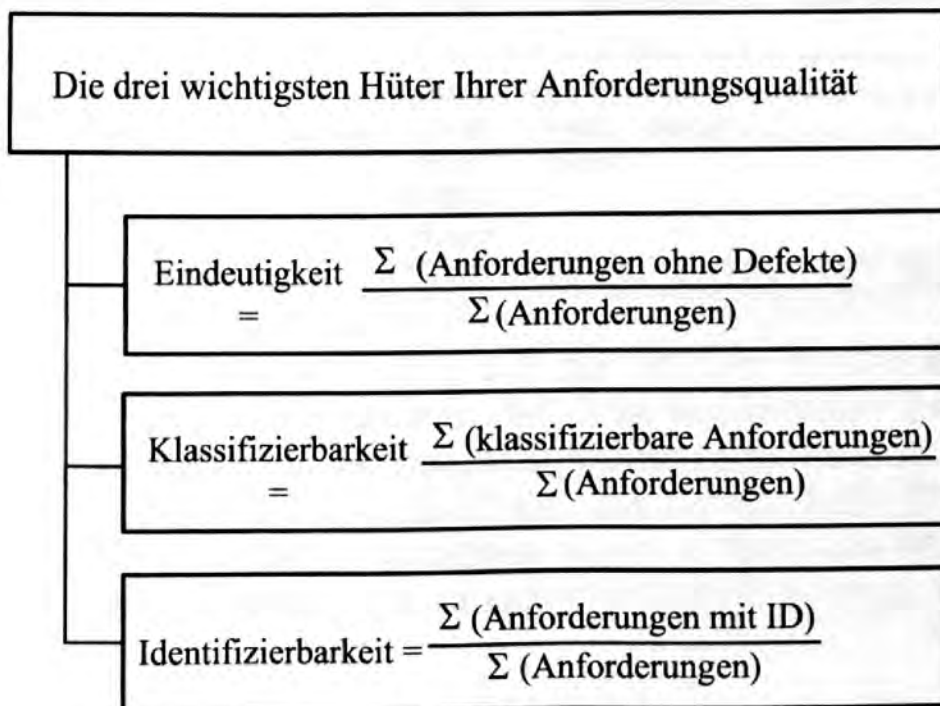 Die drei wichtigsten Hüter Ihrer Anforderungsqualität
Eindeutigkeit Σ (Anforderungen ohne Defekte)
= Σ (Anforderungen)
Klassifizierbarkeit Σ (klassifizierbare Anforderungen)
= Σ (Anforderungen)
Identifizierbarkeit = Σ (Anforderungen mit ID)
Σ (Anforderungen)